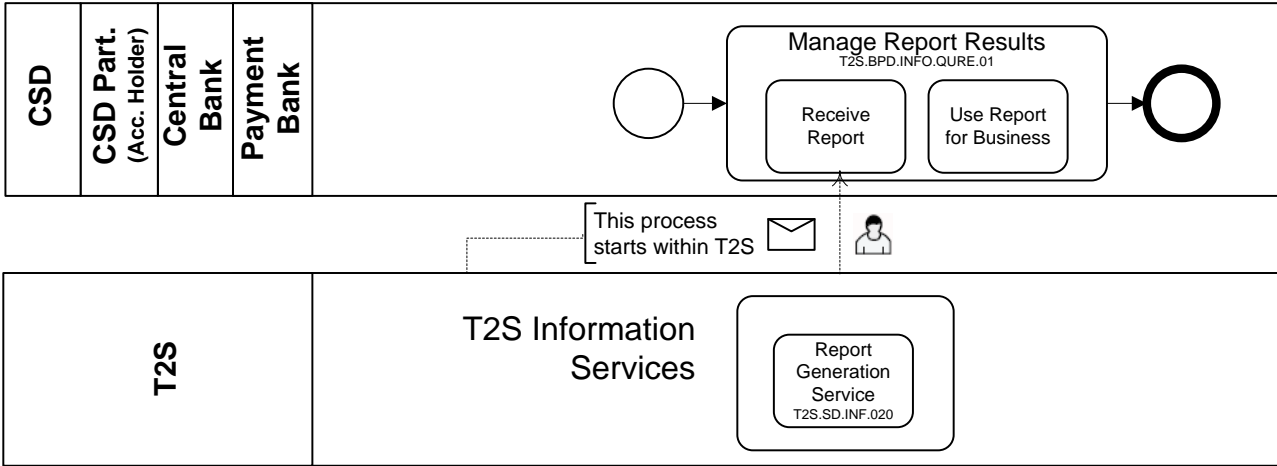 CSD
CSD Part.
(Acc. Holder)
Central
Bank
Payment
Bank
Manage Report Results
T2S.BPD.INFO.QURE.01
Receive
Report
Use Report
for Business
This process
starts within T2S
T2S
T2S Information
Services
Report
Generation
Service
T2S.SD.INF.020